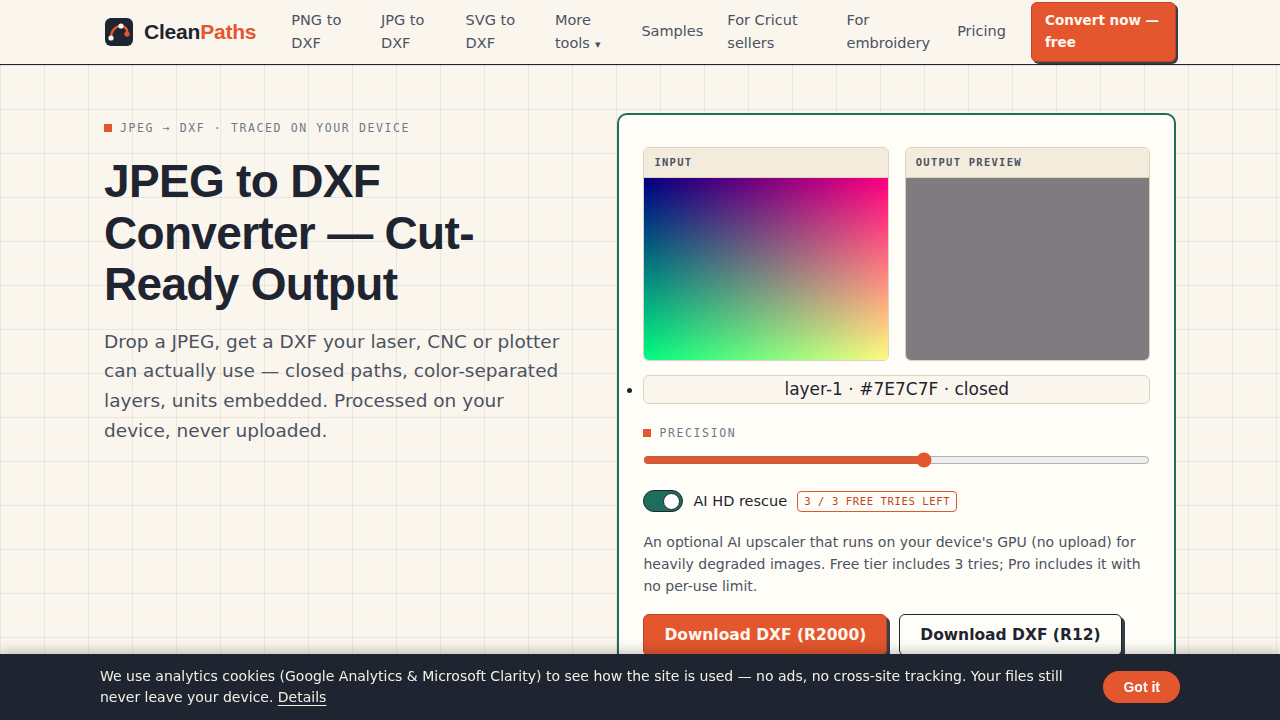 CleanPaths
PNG to DXF
JPG to DXF
SVG to DXF
More tools ▾
Samples
For Cricut sellers
For embroidery
Pricing
Convert now — free
JPEG → DXF · TRACED ON YOUR DEVICE
JPEG to DXF
Converter — Cut-
Ready Output
Drop a JPEG, get a DXF your laser, CNC or plotter
can actually use — closed paths, color-separated
layers, units embedded. Processed on your
device, never uploaded.
INPUT
OUTPUT PREVIEW
layer-1 · #7E7C7F · closed
PRECISION
AI HD rescue
3 / 3 FREE TRIES LEFT
An optional AI upscaler that runs on your device's GPU (no upload) for
heavily degraded images. Free tier includes 3 tries; Pro includes it with
no per-use limit.
Download DXF (R2000)
Download DXF (R12)
We use analytics cookies (Google Analytics & Microsoft Clarity) to see how the site is used — no ads, no cross-site tracking. Your files still
never leave your device. Details
Got it